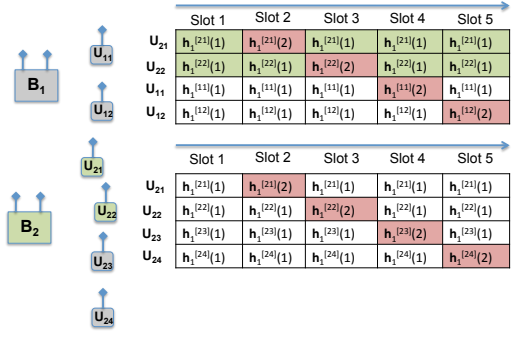 Slot 1 Slot 2 Slot 3 Slot 4 Slot 5
U21 h1[21](1) h1[21](2) h1[21](1) h1[21](1) h1[21](1)
U22 h1[22](1) h1[22](1) h1[22](2) h1[22](1) h1[22](1)
U11 h1[11](1) h1[11](1) h1[11](1) h1[11](2) h1[11](1)
U12 h1[12](1) h1[12](1) h1[12](1) h1[12](1) h1[12](2)
B1
U11
U12
U21
U22
B2
U23
U24
Slot 1 Slot 2 Slot 3 Slot 4 Slot 5
U21 h1[21](1) h1[21](2) h1[21](1) h1[21](1) h1[21](1)
U22 h1[22](1) h1[22](1) h1[22](2) h1[22](1) h1[22](1)
U23 h1[23](1) h1[23](1) h1[23](1) h1[23](2) h1[23](1)
U24 h1[24](1) h1[24](1) h1[24](1) h1[24](1) h1[24](2)